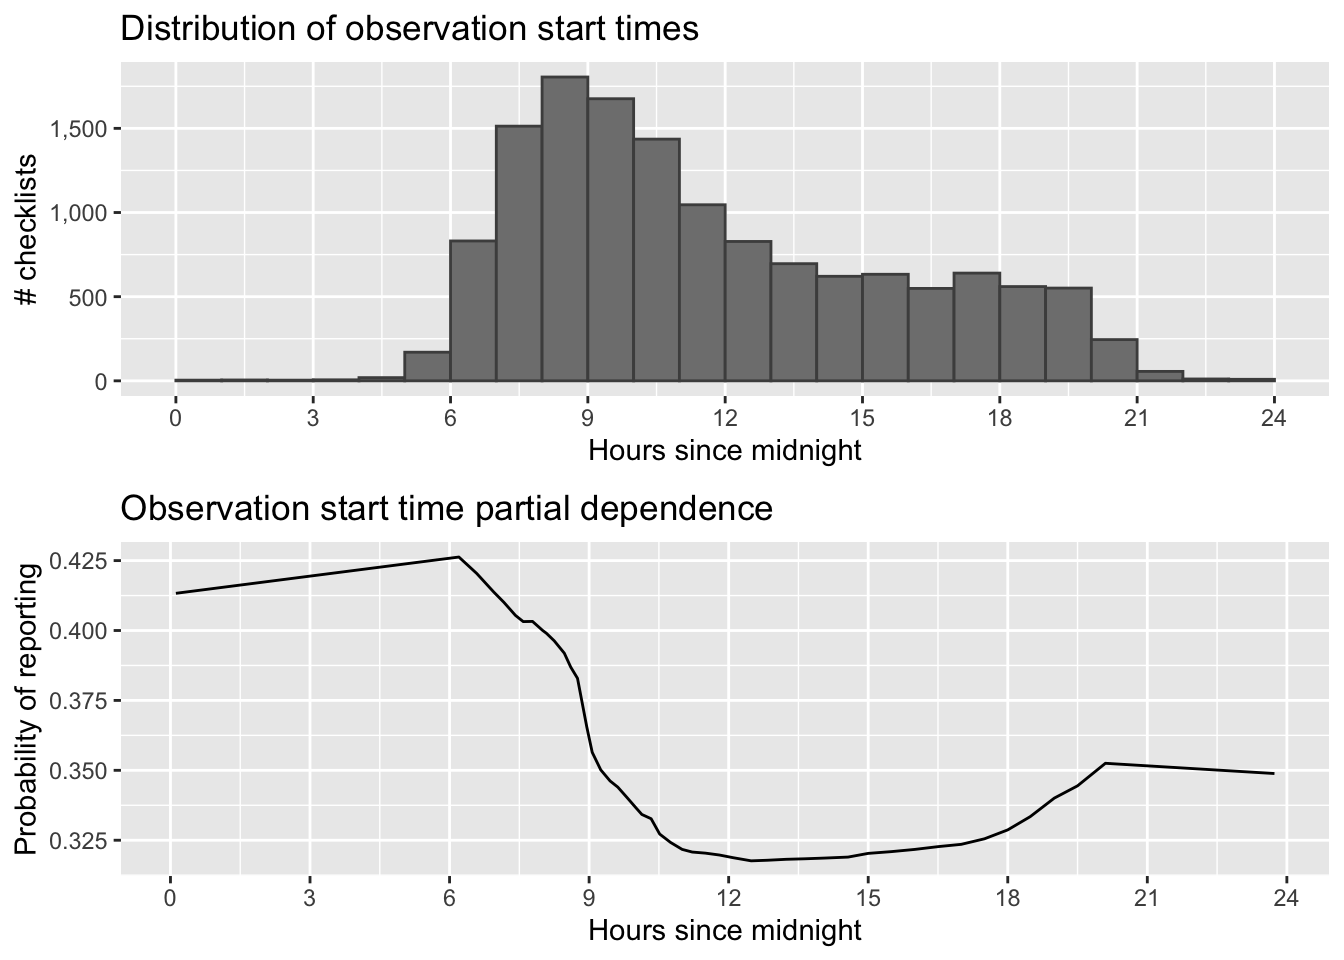 Distribution of observation start times
# checklists
1,500
1,000
500
0
0 3 6 9 12 15 18 21 24
Hours since midnight
Observation start time partial dependence
Probability of reporting
0.425
0.400
0.375
0.350
0.325
0 3 6 9 12 15 18 21 24
Hours since midnight